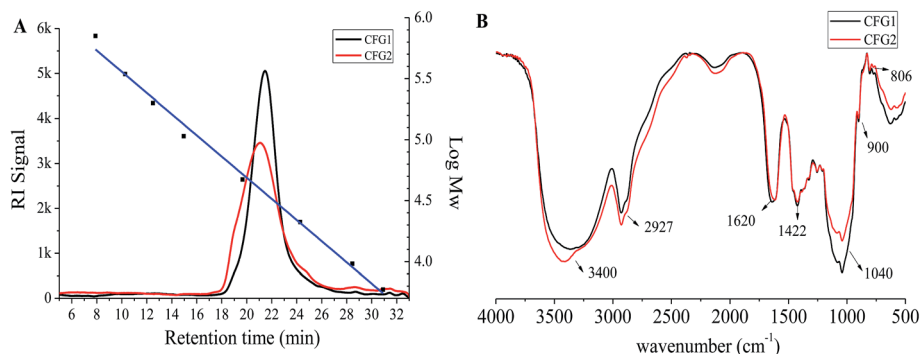 A
CFG1
CFG2
RI Signal
6k
5k
4k
3k
2k
1k
0
6 8 10 12 14 16 18 20 22 24 26 28 30 32
Retention time (min)
6.0
5.5
5.0
4.5
4.0
Log Mw
B
CFG1
CFG2
806
900
2927
1620
1422
3400
1040
4000 3500 3000 2500 2000 1500 1000 500
wavenumber (cm⁻¹)